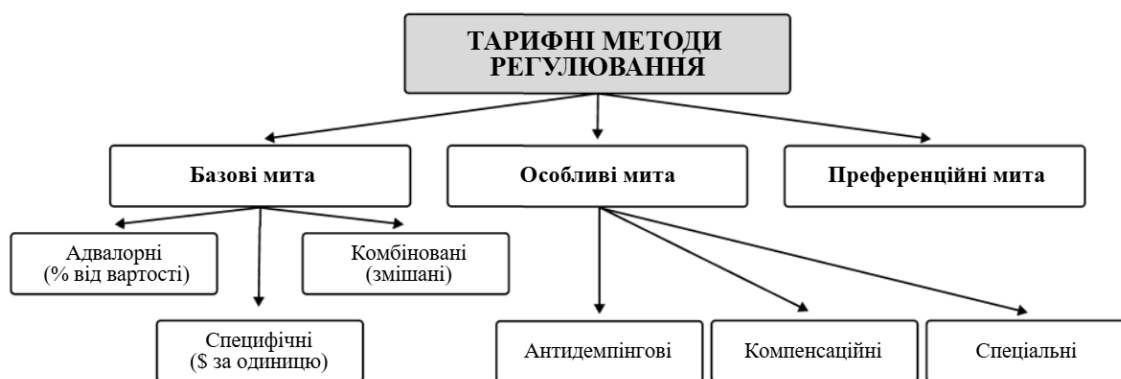 ТАРИФНІ МЕТОДИ
РЕГУЛЮВАННЯ
Базові мита
Особливі мита
Преференційні мита
Адвалорні
(% від вартості)
Комбіновані
(змішані)
Специфічні
($ за одиницю)
Антидемпінгові
Компенсаційні
Спеціальні